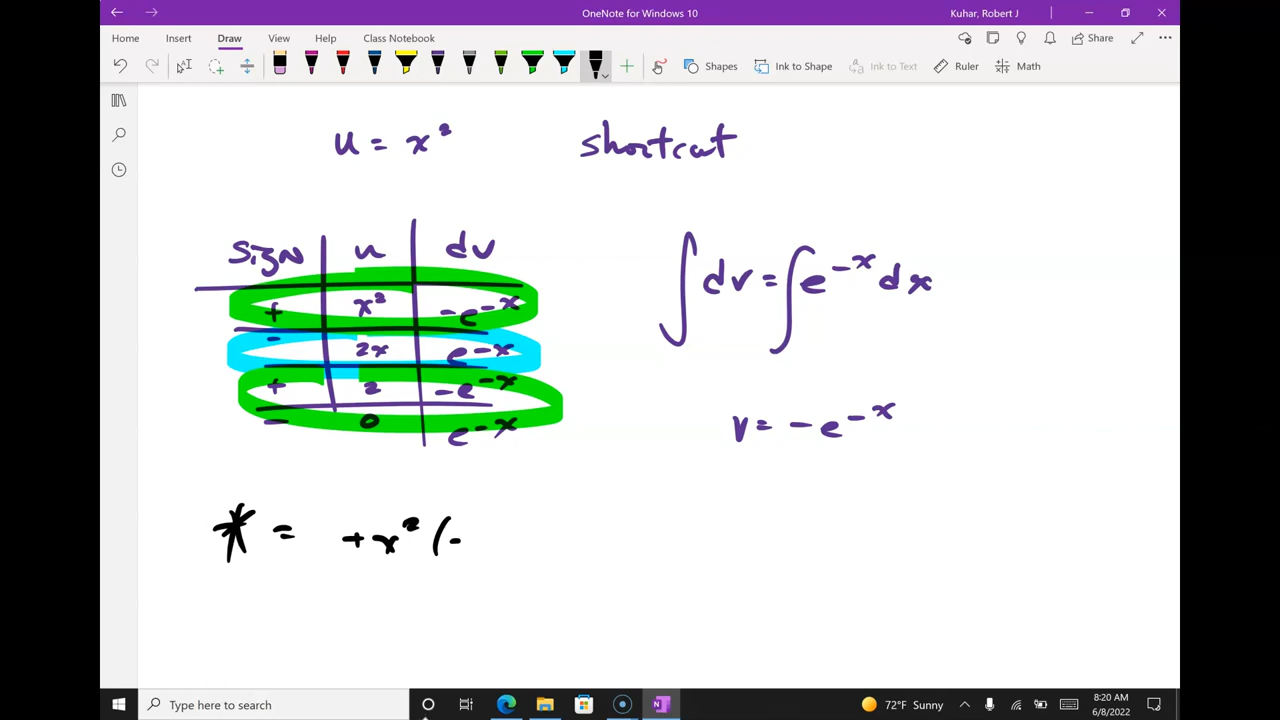 OneNote for Windows 10
Kuhar, Robert J
Home Insert Draw View Help Class Notebook
Share
Shapes Ink to Shape Ink to Text Ruler Math
u = x² shortcut
sign u dv
+ x² -e^-x
- 2x e^-x
+ 2 -e^-x
- 0 e^-x
∫ dv = ∫ e^-x dx
v = -e^-x
* = +x² (-
Type here to search
72°F Sunny
8:20 AM
6/8/2022